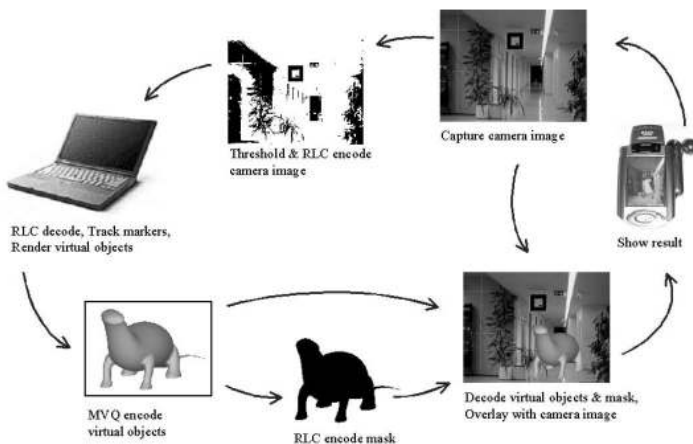 Capture camera image
Threshold & RLC encode
camera image
RLC decode, Track markers,
Render virtual objects
Show result
MVQ encode
virtual objects
RLC encode mask
Decode virtual objects & mask,
Overlay with camera image